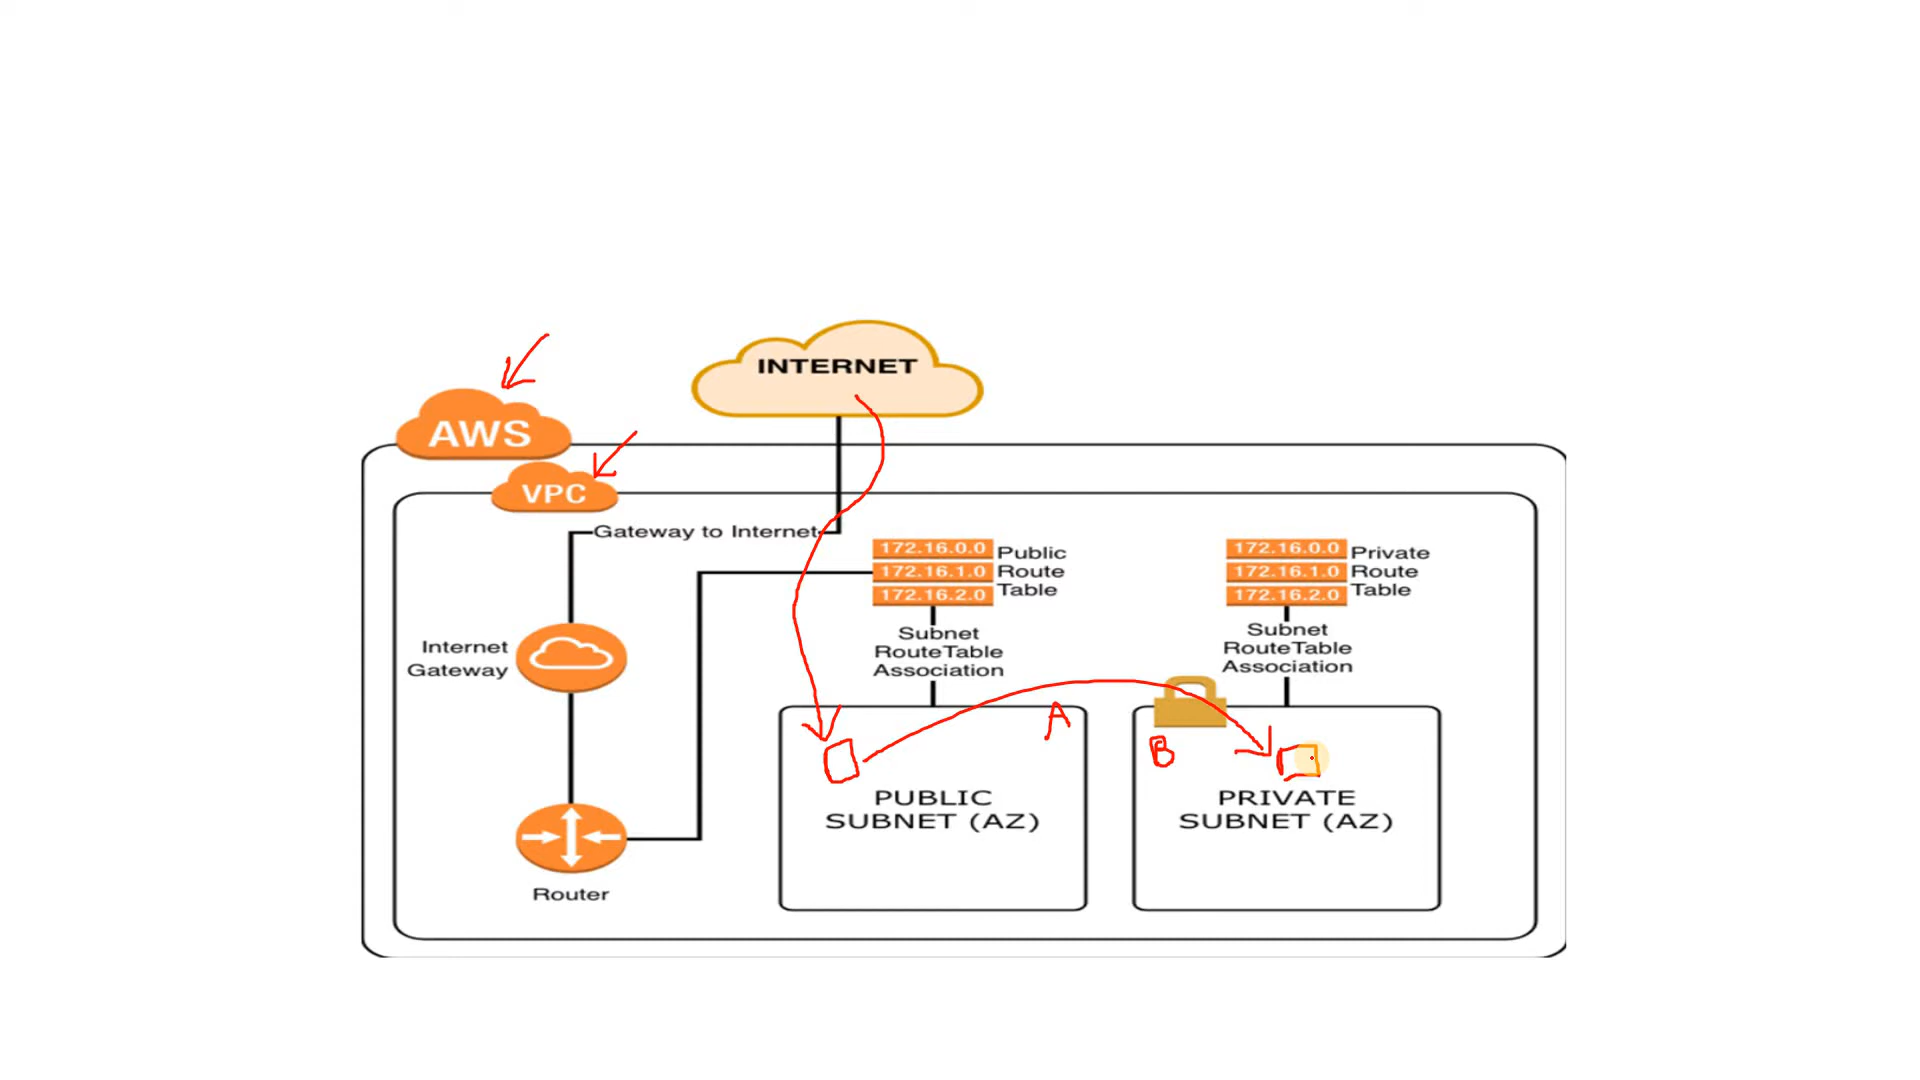 INTERNET
AWS
VPC
Gateway to Internet
172.16.0.0
172.16.1.0
172.16.2.0
Public
Route
Table
172.16.0.0
172.16.1.0
172.16.2.0
Private
Route
Table
Internet
Gateway
Subnet
RouteTable
Association
Subnet
RouteTable
Association
A
B
PUBLIC
SUBNET (AZ)
PRIVATE
SUBNET (AZ)
Router